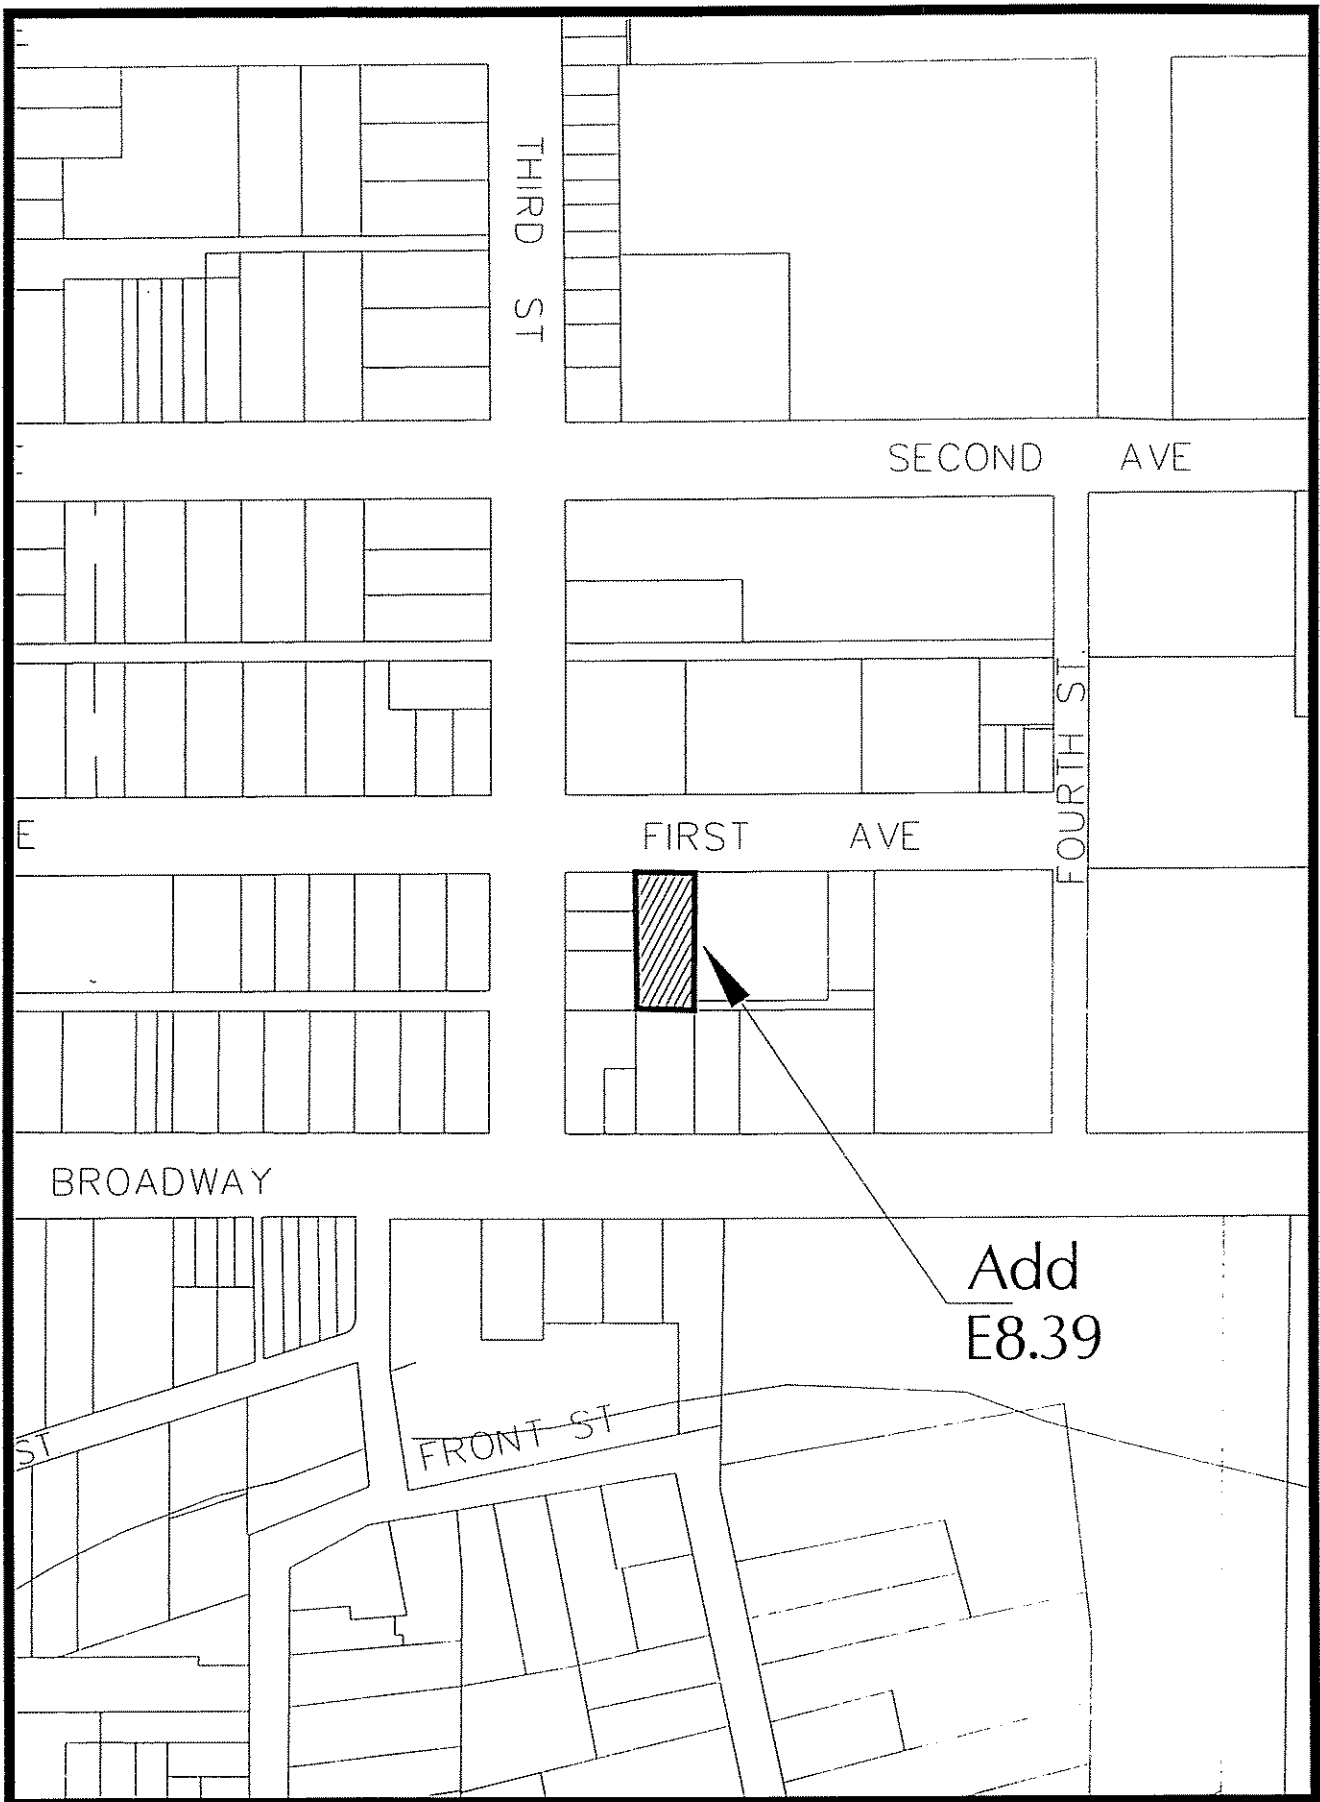 THIRD ST
SECOND AVE
FOURTH ST.
E
FIRST AVE
BROADWAY
Add
E8.39
FRONT ST
ST